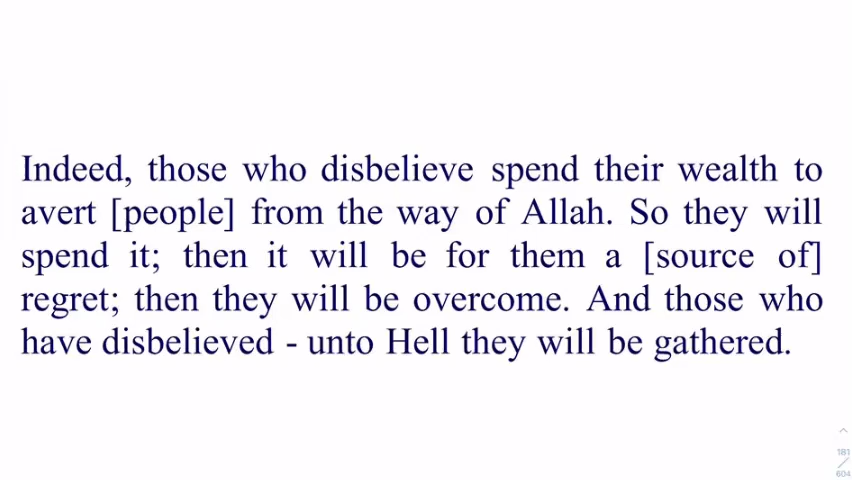 Indeed, those who disbelieve spend their wealth to
avert [people] from the way of Allah. So they will
spend it; then it will be for them a [source of]
regret; then they will be overcome. And those who
have disbelieved - unto Hell they will be gathered.
181
/
604